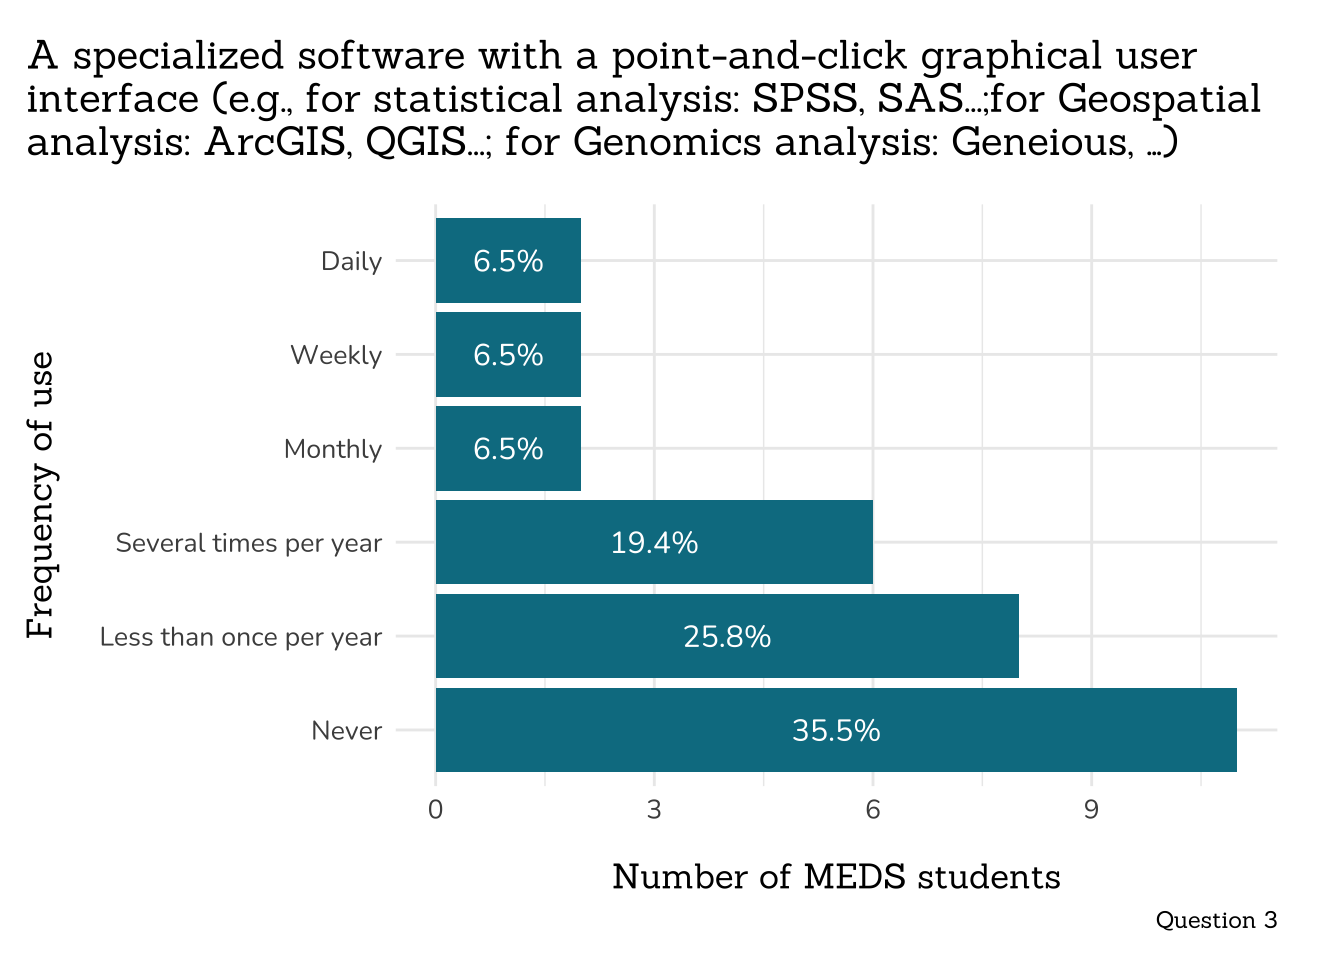 A specialized software with a point-and-click graphical user
interface (e.g., for statistical analysis: SPSS, SAS…;for Geospatial
analysis: ArcGIS, QGIS…; for Genomics analysis: Geneious, …)
Frequency of use
Daily
6.5%
Weekly
6.5%
Monthly
6.5%
Several times per year
19.4%
Less than once per year
25.8%
Never
35.5%
0 3 6 9
Number of MEDS students
Question 3